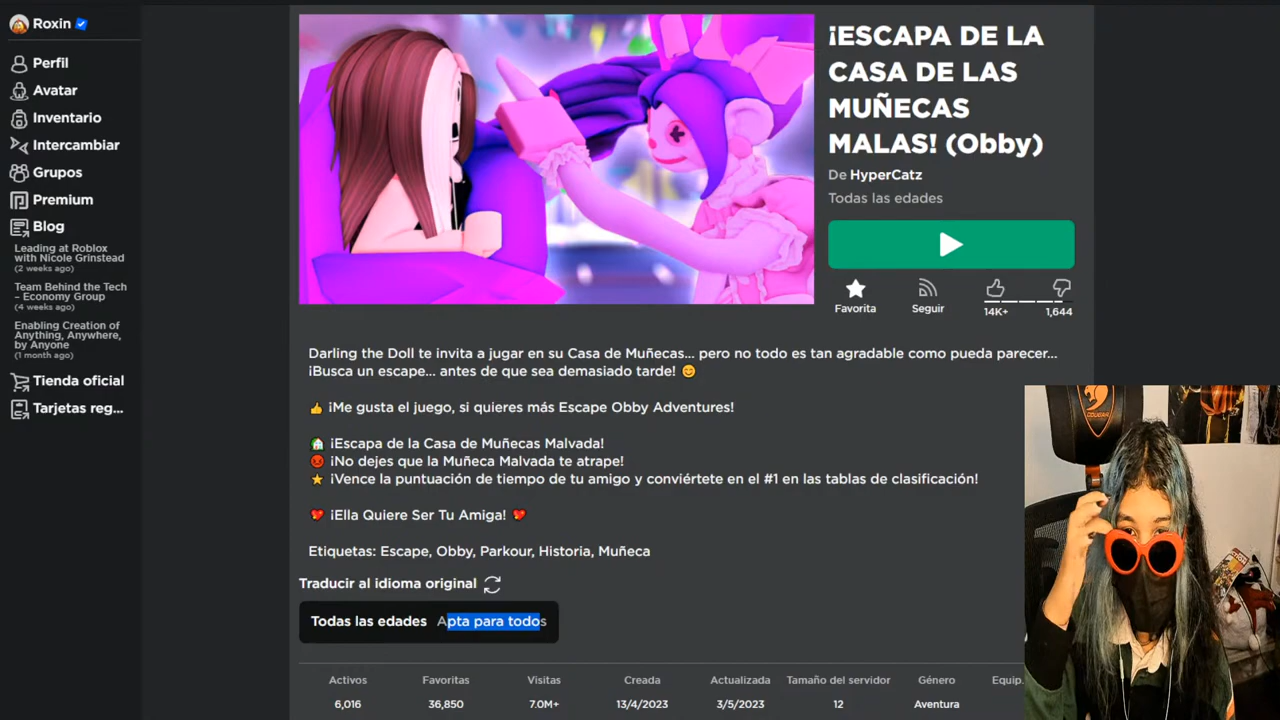 Roxin
Perfil
Avatar
Inventario
Intercambiar
Grupos
Premium
Blog
Leading at Roblox
with Nicole Grinstead
(2 weeks ago)
Team Behind the Tech
– Economy Group
(4 weeks ago)
Enabling Creation of
Anything, Anywhere,
by Anyone
(1 month ago)
Tienda oficial
Tarjetas reg...
¡ESCAPA DE LA
CASA DE LAS
MUÑECAS
MALAS! (Obby)
De HyperCatz
Todas las edades
Favorita
Seguir
14K+
1,644
Darling the Doll te invita a jugar en su Casa de Muñecas... pero no todo es tan agradable como pueda parecer...
¡Busca un escape... antes de que sea demasiado tarde! 😊
👍 ¡Me gusta el juego, si quieres más Escape Obby Adventures!
🏠 ¡Escapa de la Casa de Muñecas Malvada!
😡 ¡No dejes que la Muñeca Malvada te atrape!
⭐ ¡Vence la puntuación de tiempo de tu amigo y conviértete en el #1 en las tablas de clasificación!
💖 ¡Ella Quiere Ser Tu Amiga! 💖
Etiquetas: Escape, Obby, Parkour, Historia, Muñeca
Traducir al idioma original
Todas las edades Apta para todos
Activos Favoritas Visitas Creada Actualizada Tamaño del servidor Género Equip.
6,016 36,850 7.0M+ 13/4/2023 3/5/2023 12 Aventura
COUGAR